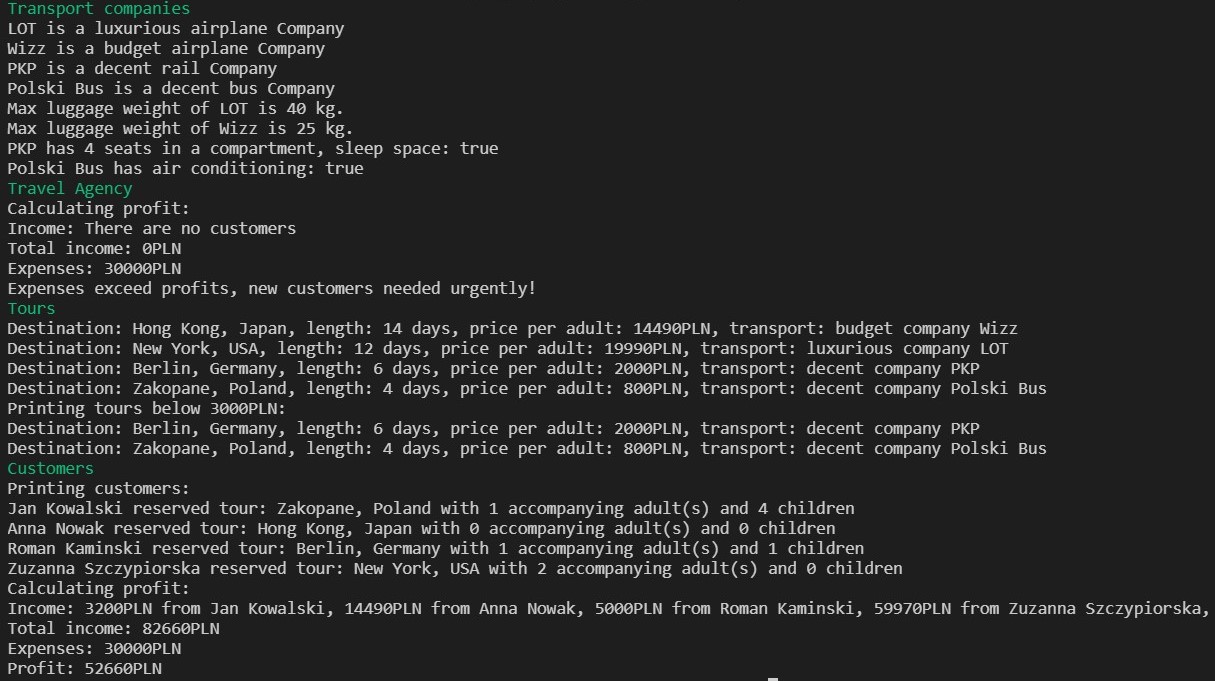 Transport companies
LOT is a luxurious airplane Company
Wizz is a budget airplane Company
PKP is a decent rail Company
Polski Bus is a decent bus Company
Max luggage weight of LOT is 40 kg.
Max luggage weight of Wizz is 25 kg.
PKP has 4 seats in a compartment, sleep space: true
Polski Bus has air conditioning: true
Travel Agency
Calculating profit:
Income: There are no customers
Total income: 0PLN
Expenses: 30000PLN
Expenses exceed profits, new customers needed urgently!
Tours
Destination: Hong Kong, Japan, length: 14 days, price per adult: 14490PLN, transport: budget company Wizz
Destination: New York, USA, length: 12 days, price per adult: 19990PLN, transport: luxurious company LOT
Destination: Berlin, Germany, length: 6 days, price per adult: 2000PLN, transport: decent company PKP
Destination: Zakopane, Poland, length: 4 days, price per adult: 800PLN, transport: decent company Polski Bus
Printing tours below 3000PLN:
Destination: Berlin, Germany, length: 6 days, price per adult: 2000PLN, transport: decent company PKP
Destination: Zakopane, Poland, length: 4 days, price per adult: 800PLN, transport: decent company Polski Bus
Customers
Printing customers:
Jan Kowalski reserved tour: Zakopane, Poland with 1 accompanying adult(s) and 4 children
Anna Nowak reserved tour: Hong Kong, Japan with 0 accompanying adult(s) and 0 children
Roman Kaminski reserved tour: Berlin, Germany with 1 accompanying adult(s) and 1 children
Zuzanna Szczypiorska reserved tour: New York, USA with 2 accompanying adult(s) and 0 children
Calculating profit:
Income: 3200PLN from Jan Kowalski, 14490PLN from Anna Nowak, 5000PLN from Roman Kaminski, 59970PLN from Zuzanna Szczypiorska,
Total income: 82660PLN
Expenses: 30000PLN
Profit: 52660PLN